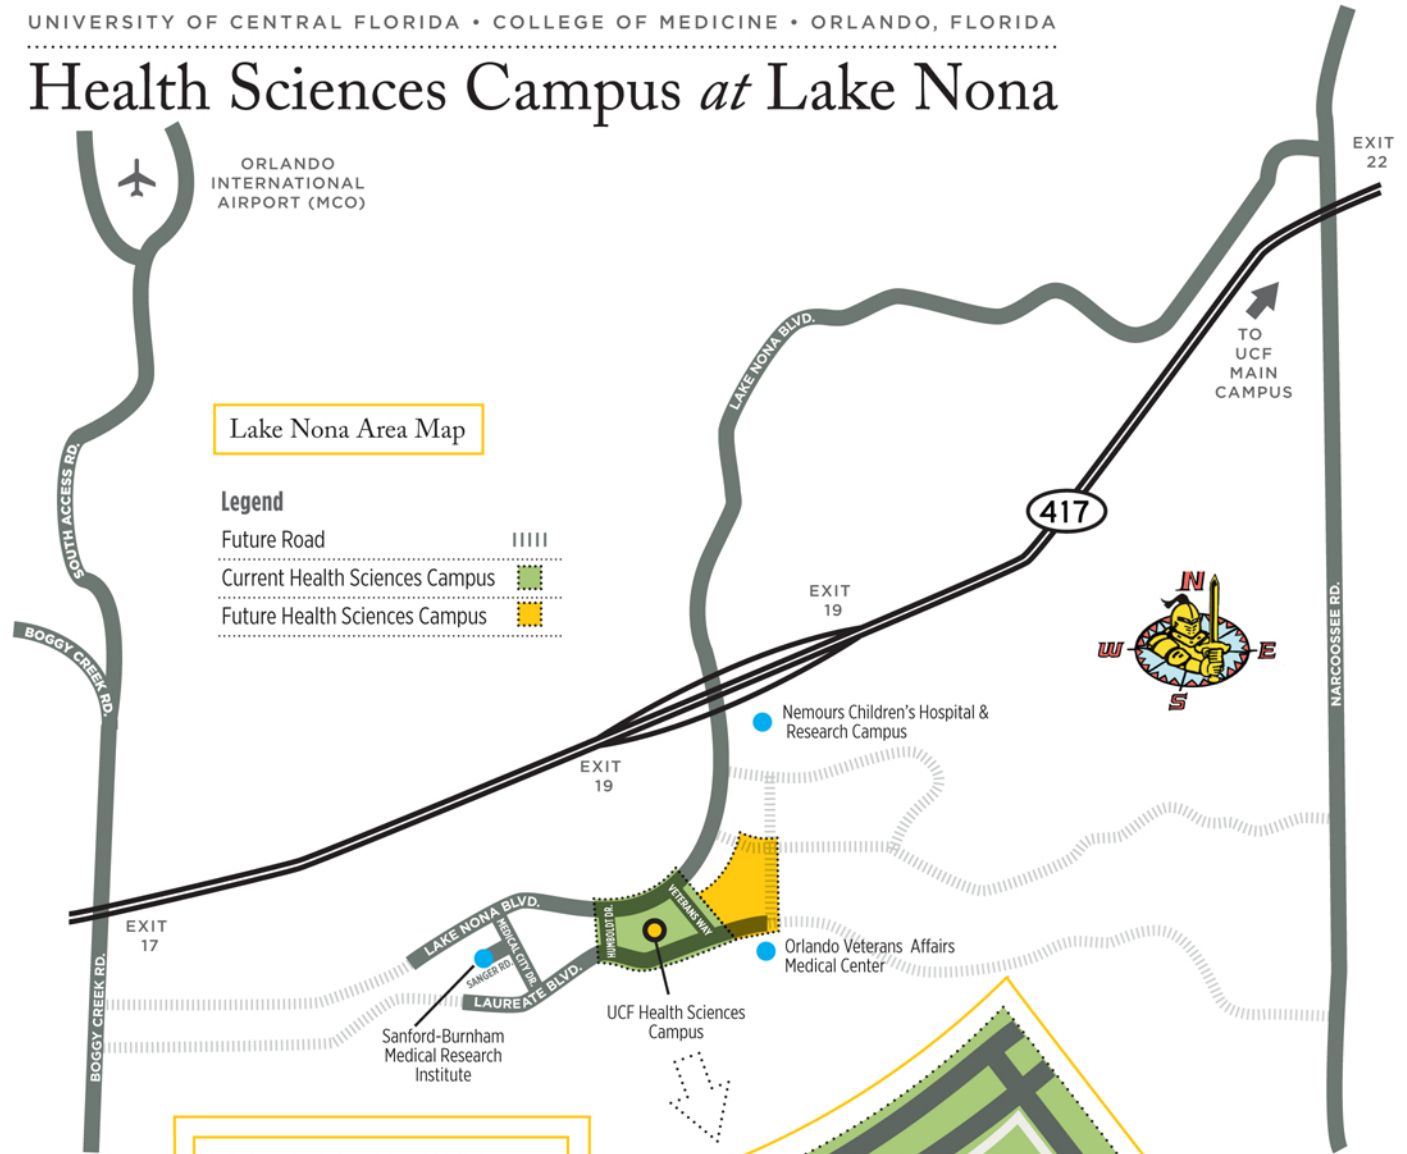 UNIVERSITY OF CENTRAL FLORIDA • COLLEGE OF MEDICINE • ORLANDO, FLORIDA
Health Sciences Campus at Lake Nona
ORLANDO
INTERNATIONAL
AIRPORT (MCO)
EXIT
22
TO
UCF
MAIN
CAMPUS
LAKE NONA BLVD.
Lake Nona Area Map
Legend
Future Road
Current Health Sciences Campus
Future Health Sciences Campus
SOUTH ACCESS RD.
BOGGY CREEK RD.
417
EXIT
19
N
W
E
S
NARCOOSSEE RD.
Nemours Children's Hospital &
Research Campus
EXIT
19
EXIT
17
BOGGY CREEK RD.
LAKE NONA BLVD.
MEDICAL CITY DR.
SANGER RD.
LAUREATE BLVD.
HUMBOLDT DR.
VETERANS WAY
Orlando Veterans Affairs
Medical Center
UCF Health Sciences
Campus
Sanford-Burnham
Medical Research
Institute